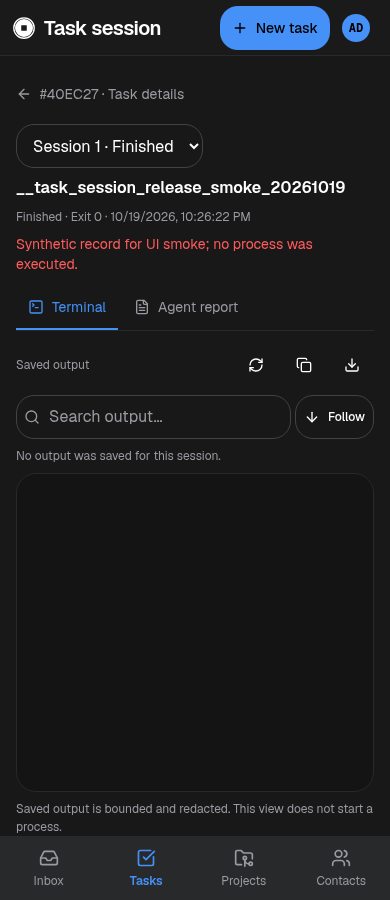 Task session
New task
AD
#40EC27 · Task details
Session 1 · Finished
__task_session_release_smoke_20261019
Finished · Exit 0 · 10/19/2026, 10:26:22 PM
Synthetic record for UI smoke; no process was
executed.
Terminal
Agent report
Saved output
Search output...
Follow
No output was saved for this session.
Saved output is bounded and redacted. This view does not start a
process.
Inbox
Tasks
Projects
Contacts